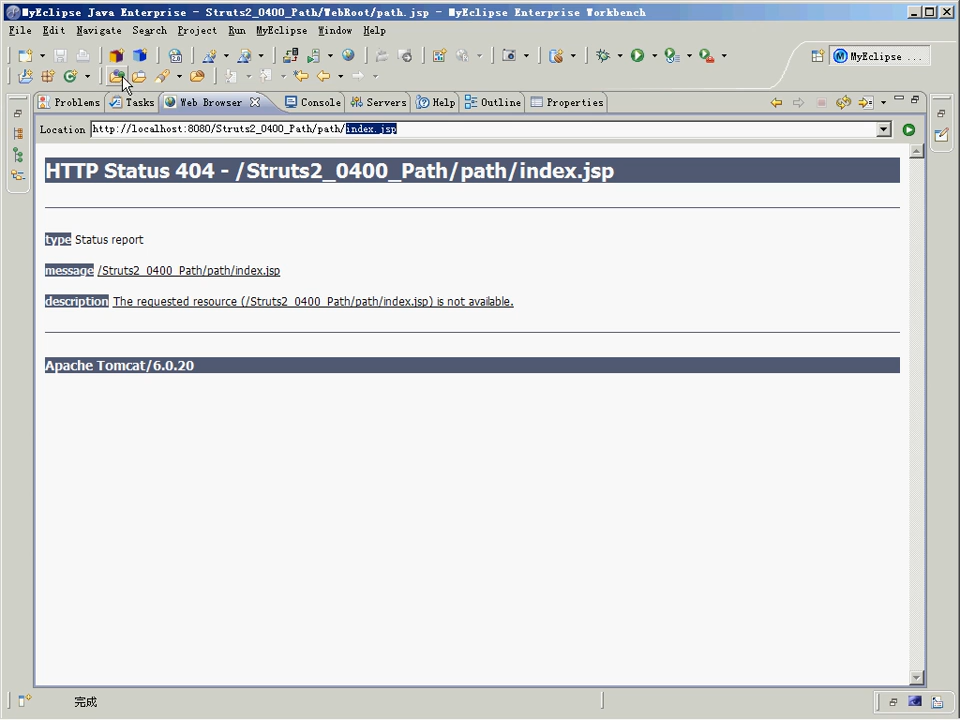 MyEclipse Java Enterprise - Struts2_0400_Path/WebRoot/path.jsp - MyEclipse Enterprise Workbench
File Edit Navigate Search Project Run MyEclipse Window Help
MyEclipse ...
Problems Tasks Web Browser Console Servers Help Outline Properties
Location http://localhost:8080/Struts2_0400_Path/path/index.jsp
HTTP Status 404 - /Struts2_0400_Path/path/index.jsp
type Status report
message /Struts2_0400_Path/path/index.jsp
description The requested resource (/Struts2_0400_Path/path/index.jsp) is not available.
Apache Tomcat/6.0.20
完成